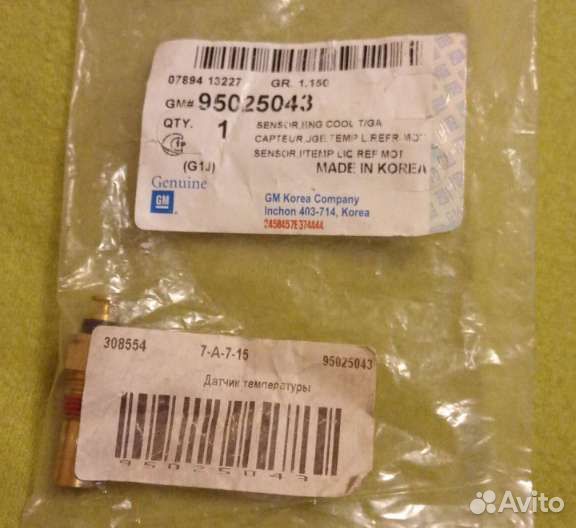 07894 13227 GR. 1.150
GM# 95025043
QTY. 1 SENSOR,ENG COOL T/GA
CAPTEUR,JGE TEMP L.REFR.MOT
SENSOR I/TEMP LIC REF MOT
(G1J) MADE IN KOREA
Genuine
GM
GM Korea Company
Inchon 403-714, Korea
2458457E374444
308554 7-A-7-15 95025043
Датчик температуры
95025043
Avito